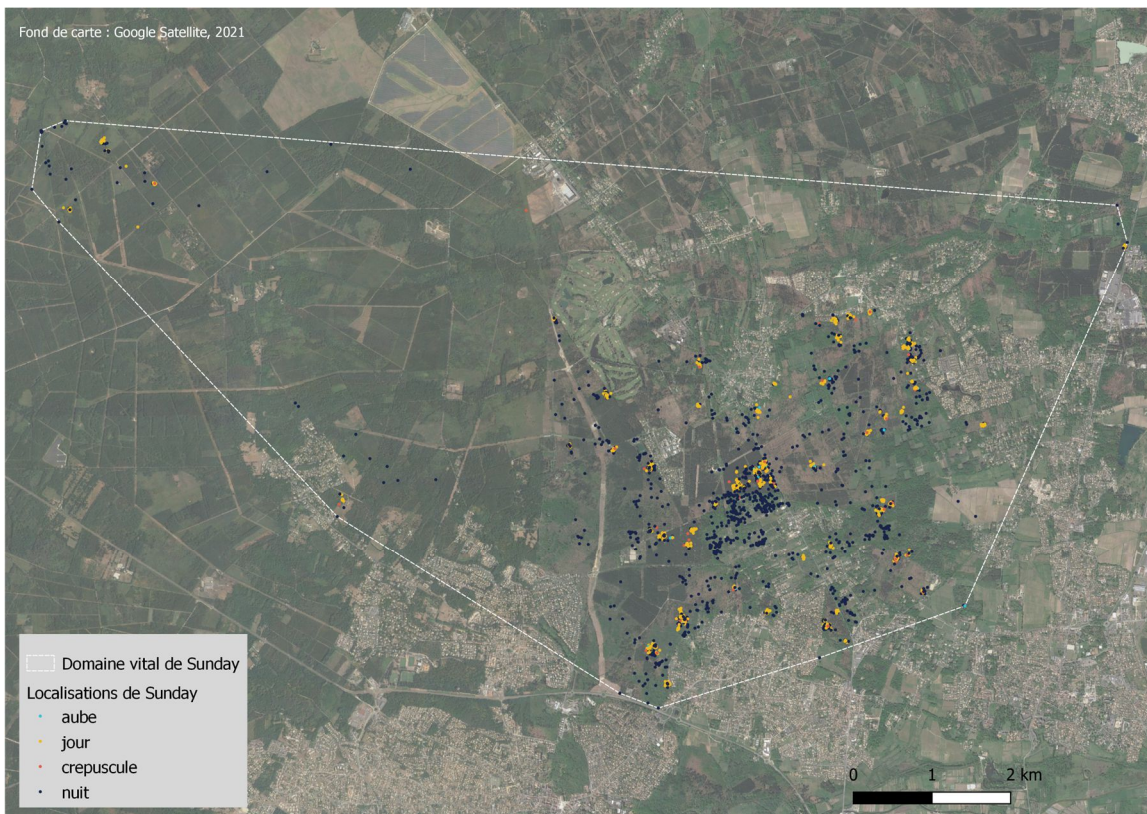 Fond de carte : Google Satellite, 2021
Domaine vital de Sunday
Localisations de Sunday
aube
jour
crepuscule
nuit
0 1 2 km